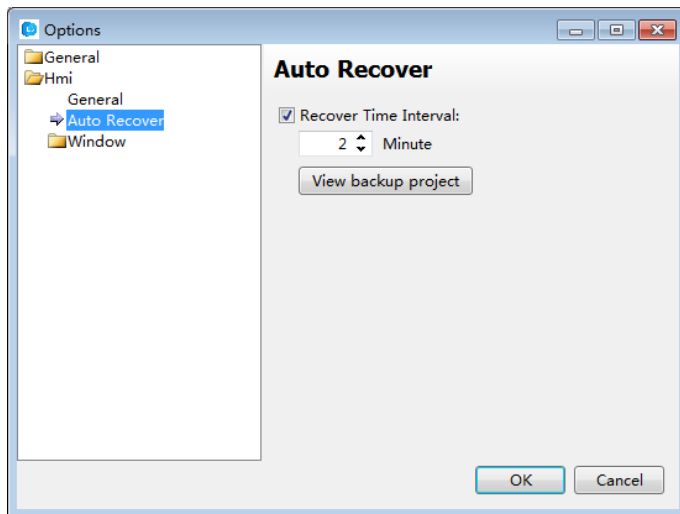 Options
General
Hmi
General
Auto Recover
Window
Auto Recover
Recover Time Interval:
2 Minute
View backup project
OK Cancel